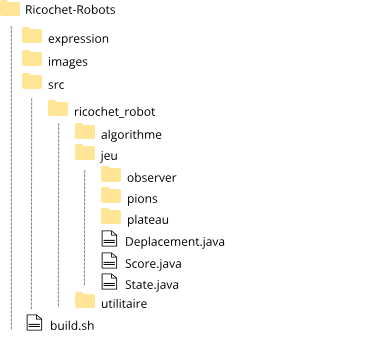 Ricochet-Robots
expression
images
src
ricochet_robot
algorithme
jeu
observer
pions
plateau
Deplacement.java
Score.java
State.java
utilitaire
build.sh